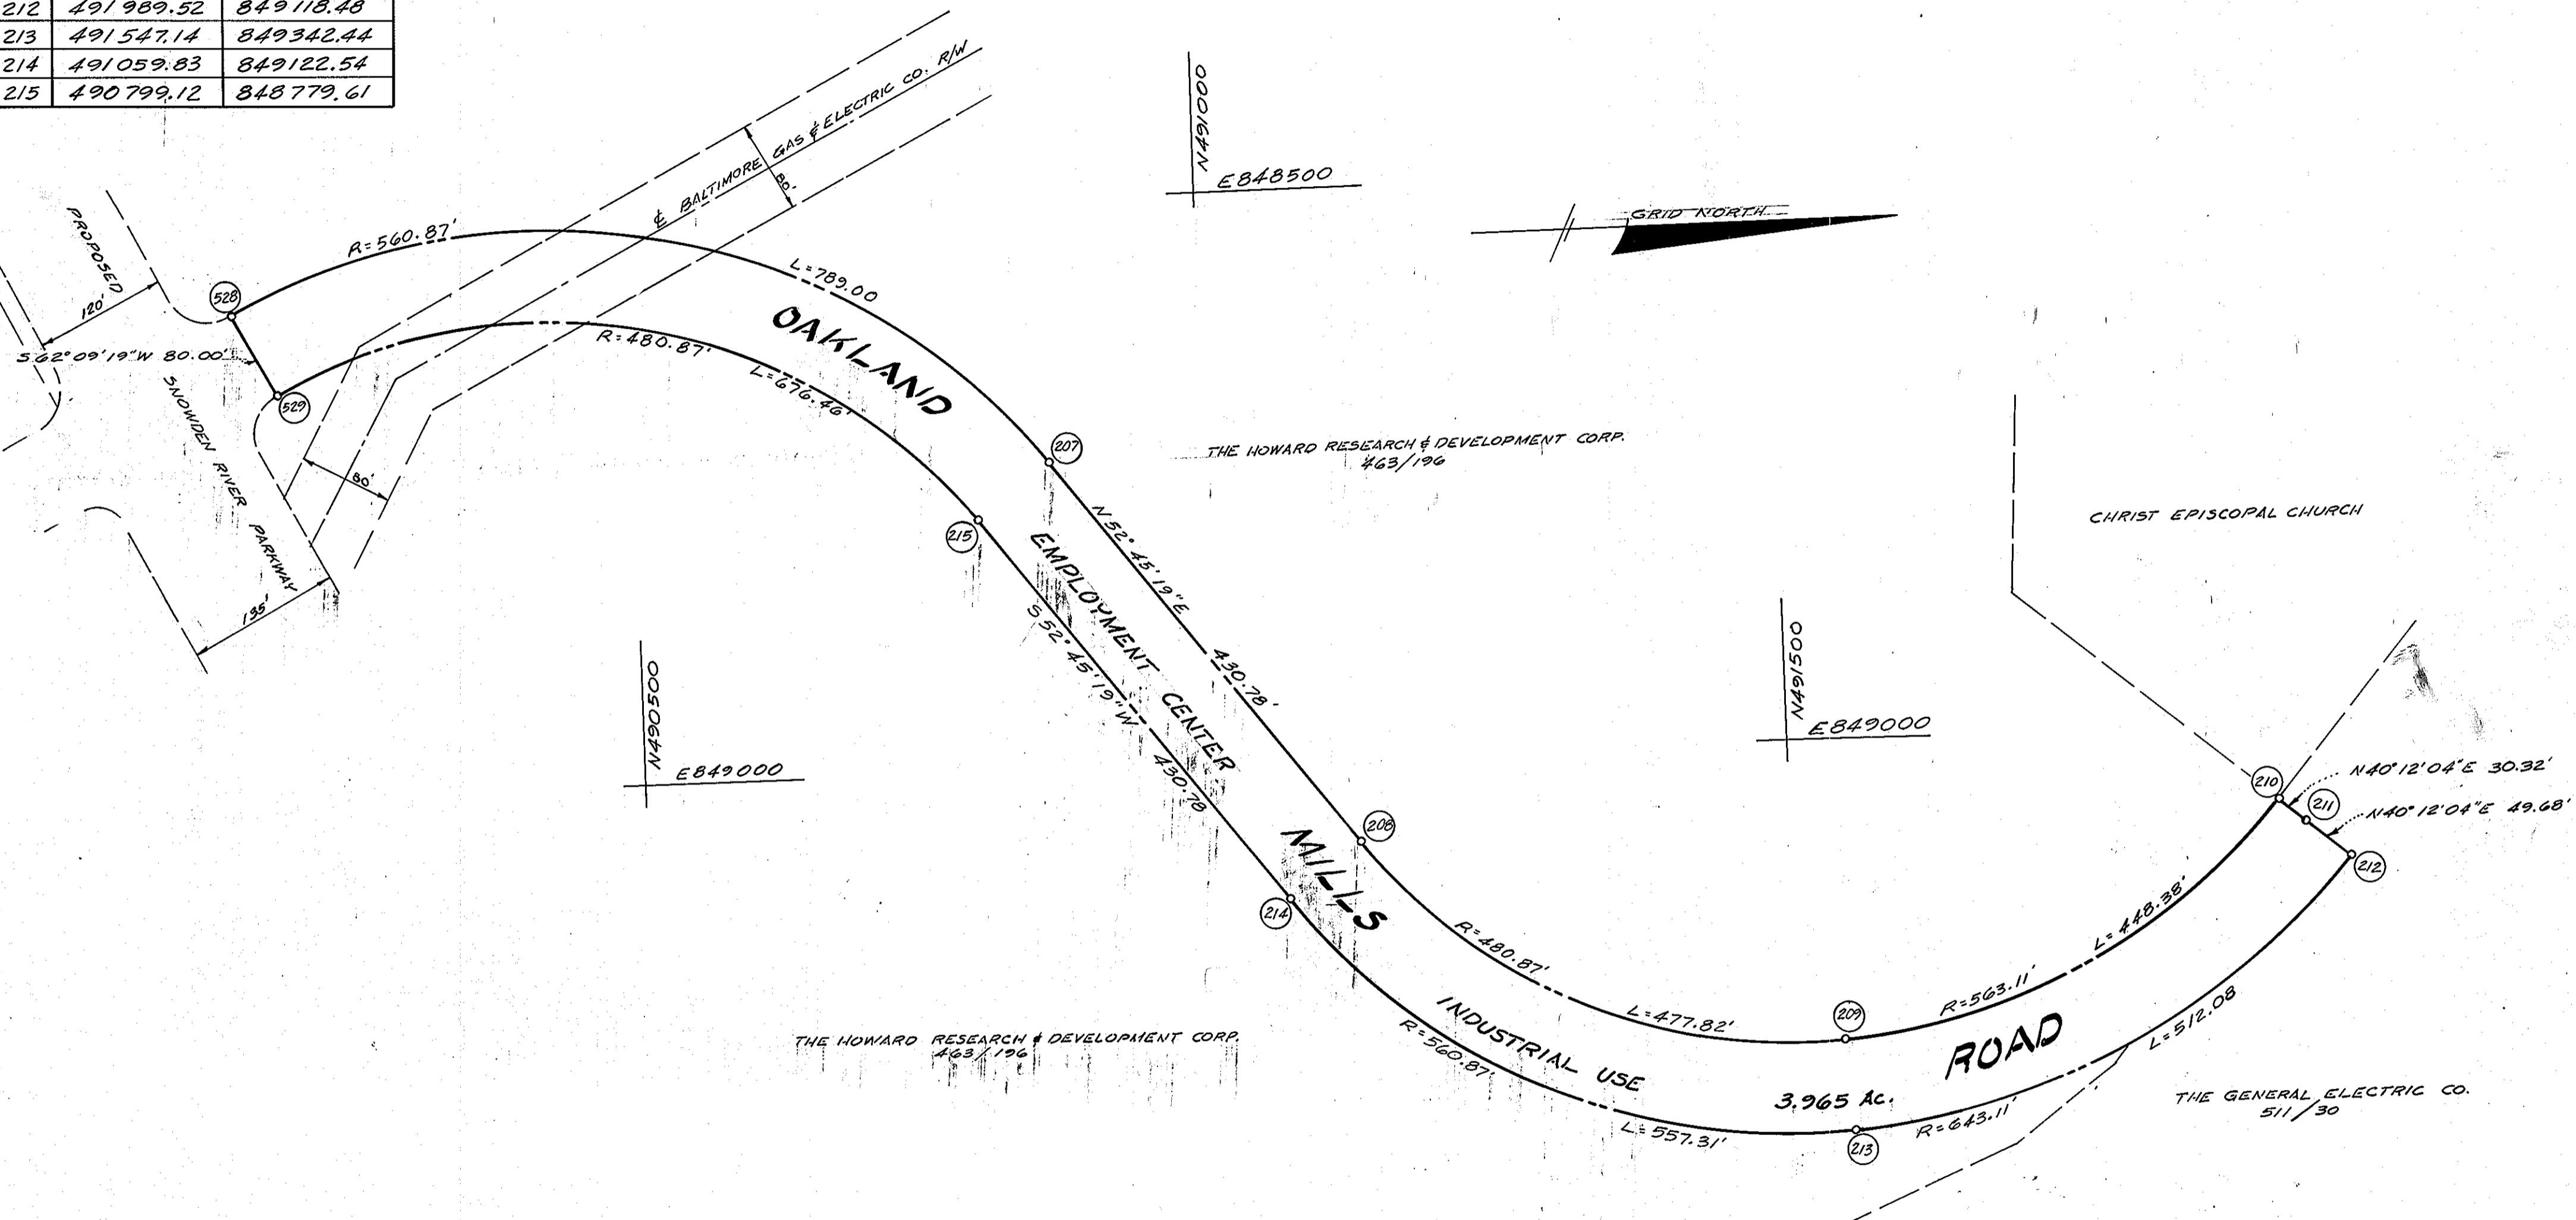 212 491989.52 849118.48
213 491547.14 849342.44
214 491059.83 849122.54
215 490799.12 848779.61
℄ BALTIMORE GAS & ELECTRIC CO. R/W
80'
N491000
E848500
GRID NORTH
PROPOSED
120'
SNOWDEN RIVER PARKWAY
80'
528
R=560.87'
L=789.00
S 62° 09' 19" W 80.00'
529
R=480.87'
L=676.46'
OAKLAND
207
215
THE HOWARD RESEARCH & DEVELOPMENT CORP.
463/196
CHRIST EPISCOPAL CHURCH
N 52° 45' 19" E
430.78'
EMPLOYMENT CENTER
S 52° 45' 19" W
430.78
N490500
E849000
N491500
E849000
210
N40° 12' 04" E 30.32'
211
N40° 12' 04" E 49.68'
212
208
MILLS
214
R=480.87'
L=477.82'
209
R=563.11'
L=448.38'
ROAD
L=512.08
INDUSTRIAL USE
3.965 Ac.
R=560.87'
L=557.31'
213
R=643.11'
THE HOWARD RESEARCH & DEVELOPMENT CORP.
463/196
THE GENERAL ELECTRIC CO.
511/30